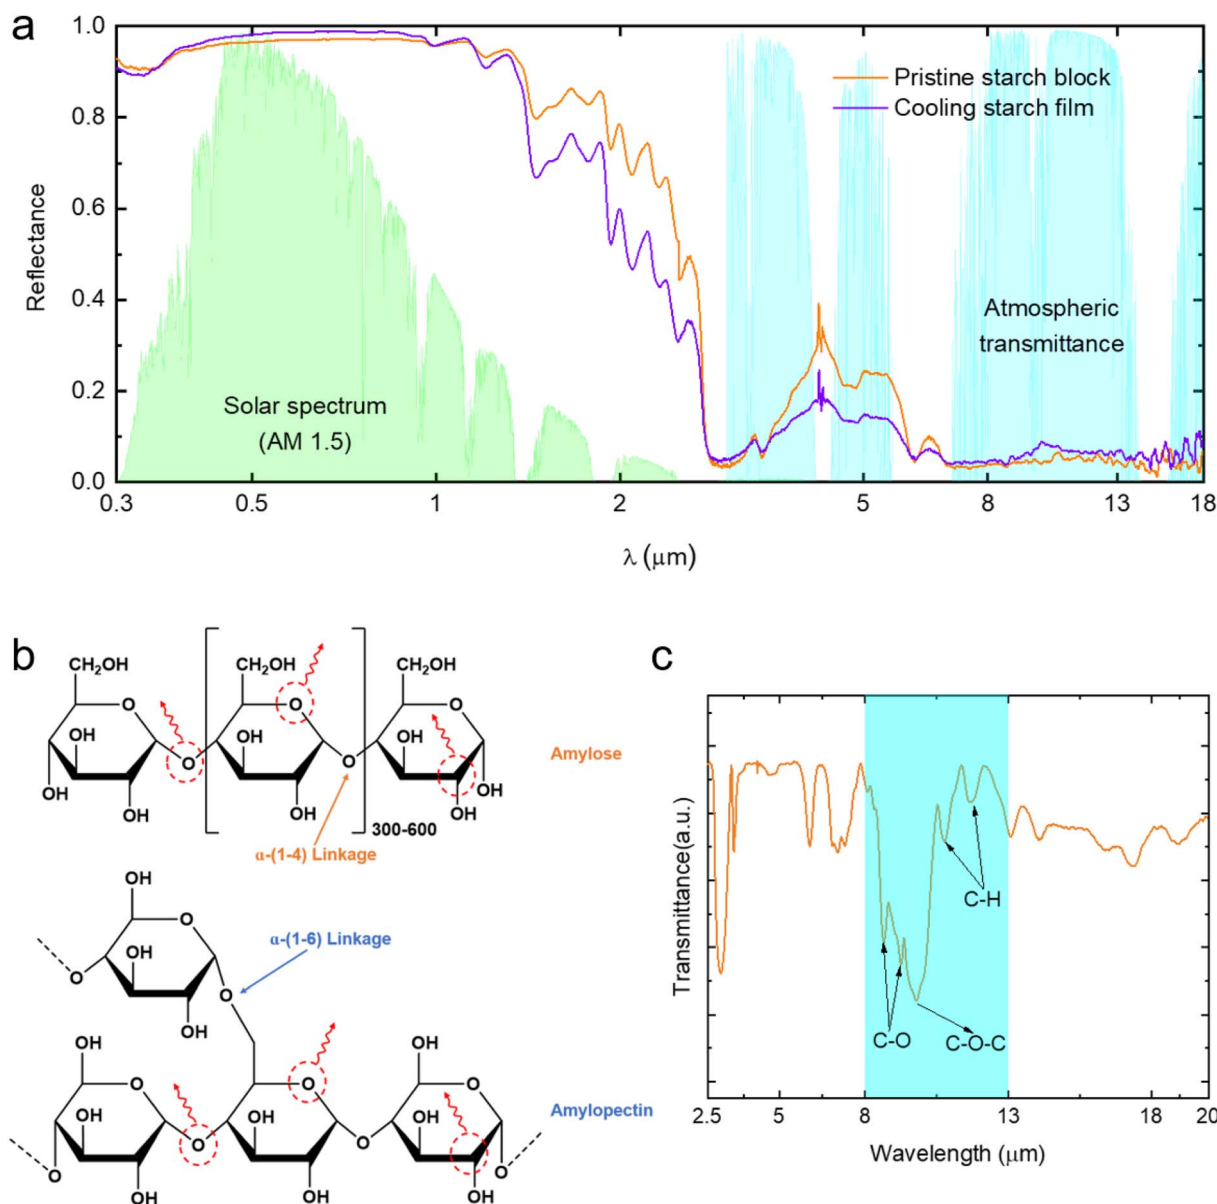 a
1.0
0.8
0.6
0.4
0.2
0.0
Reflectance
Pristine starch block
Cooling starch film
Atmospheric
transmittance
Solar spectrum
(AM 1.5)
0.3 0.5 1 2 5 8 13 18
λ (μm)
b
CH₂OH CH₂OH CH₂OH
O O O
OH OH OH
O O
OH OH OH OH OH
300-600
Amylose
α-(1-4) Linkage
OH
O
OH
O
OH
O
α-(1-6) Linkage
OH OH
O O O
OH OH OH
O O O O
OH OH OH
Amylopectin
c
Transmittance(a.u.)
C-H
C-O
C-O-C
2.5 5 8 13 18 20
Wavelength (μm)